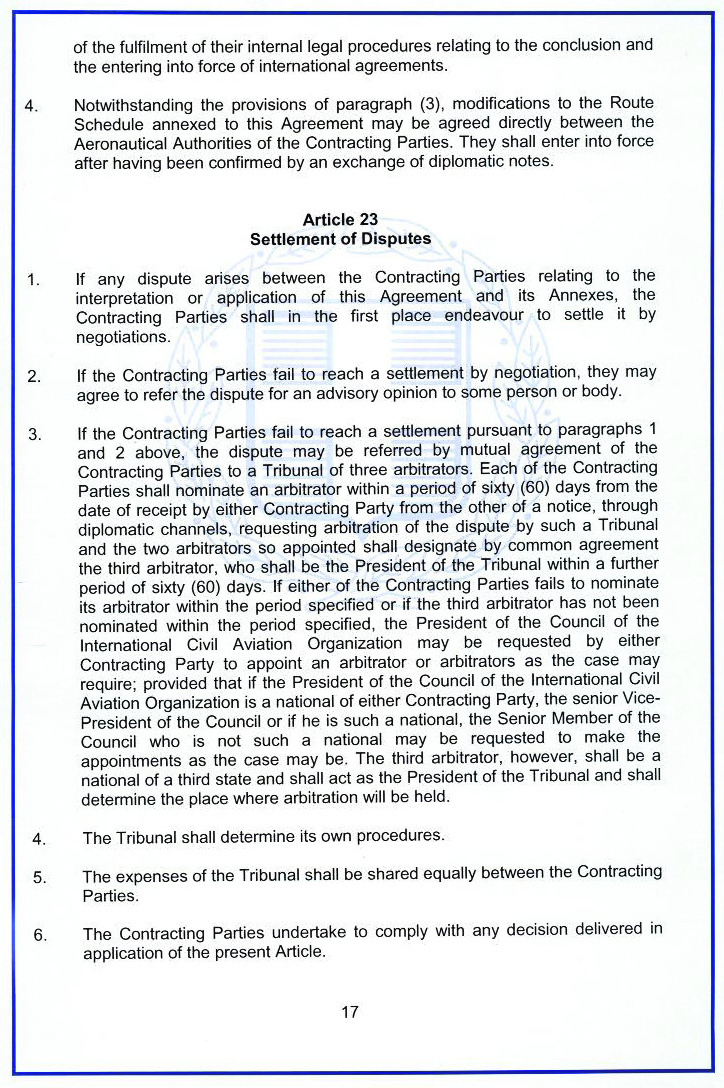 of the fulfilment of their internal legal procedures relating to the conclusion and
the entering into force of international agreements.
4. Notwithstanding the provisions of paragraph (3), modifications to the Route
Schedule annexed to this Agreement may be agreed directly between the
Aeronautical Authorities of the Contracting Parties. They shall enter into force
after having been confirmed by an exchange of diplomatic notes.
Article 23
Settlement of Disputes
1. If any dispute arises between the Contracting Parties relating to the
interpretation or application of this Agreement and its Annexes, the
Contracting Parties shall in the first place endeavour to settle it by
negotiations.
2. If the Contracting Parties fail to reach a settlement by negotiation, they may
agree to refer the dispute for an advisory opinion to some person or body.
3. If the Contracting Parties fail to reach a settlement pursuant to paragraphs 1
and 2 above, the dispute may be referred by mutual agreement of the
Contracting Parties to a Tribunal of three arbitrators. Each of the Contracting
Parties shall nominate an arbitrator within a period of sixty (60) days from the
date of receipt by either Contracting Party from the other of a notice, through
diplomatic channels, requesting arbitration of the dispute by such a Tribunal
and the two arbitrators so appointed shall designate by common agreement
the third arbitrator, who shall be the President of the Tribunal within a further
period of sixty (60) days. If either of the Contracting Parties fails to nominate
its arbitrator within the period specified or if the third arbitrator has not been
nominated within the period specified, the President of the Council of the
International Civil Aviation Organization may be requested by either
Contracting Party to appoint an arbitrator or arbitrators as the case may
require; provided that if the President of the Council of the International Civil
Aviation Organization is a national of either Contracting Party, the senior Vice-
President of the Council or if he is such a national, the Senior Member of the
Council who is not such a national may be requested to make the
appointments as the case may be. The third arbitrator, however, shall be a
national of a third state and shall act as the President of the Tribunal and shall
determine the place where arbitration will be held.
4. The Tribunal shall determine its own procedures.
5. The expenses of the Tribunal shall be shared equally between the Contracting
Parties.
6. The Contracting Parties undertake to comply with any decision delivered in
application of the present Article.
17